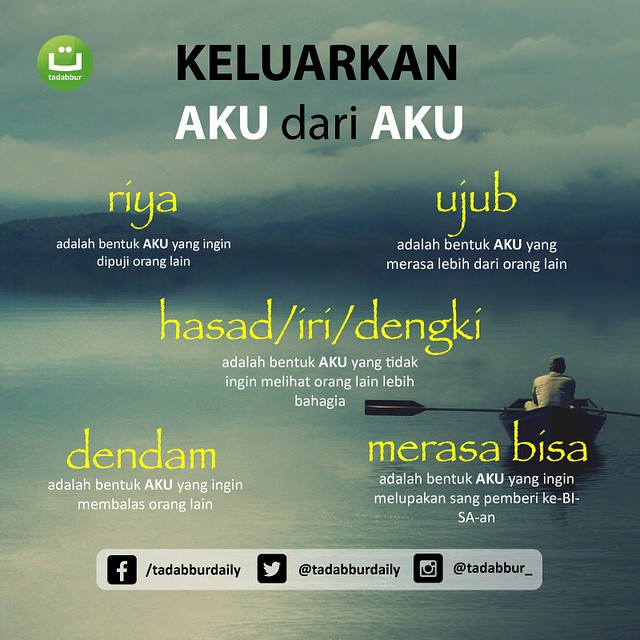 ت
tadabbur
KELUARKAN
AKU dari AKU
riya
adalah bentuk AKU yang ingin
dipuji orang lain
ujub
adalah bentuk AKU yang
merasa lebih dari orang lain
hasad/iri/dengki
adalah bentuk AKU yang tidak
ingin melihat orang lain lebih
bahagia
dendam
adalah bentuk AKU yang ingin
membalas orang lain
merasa bisa
adalah bentuk AKU yang ingin
melupakan sang pemberi ke-BI-
SA-an
/tadabburdaily
@tadabburdaily
@tadabbur_